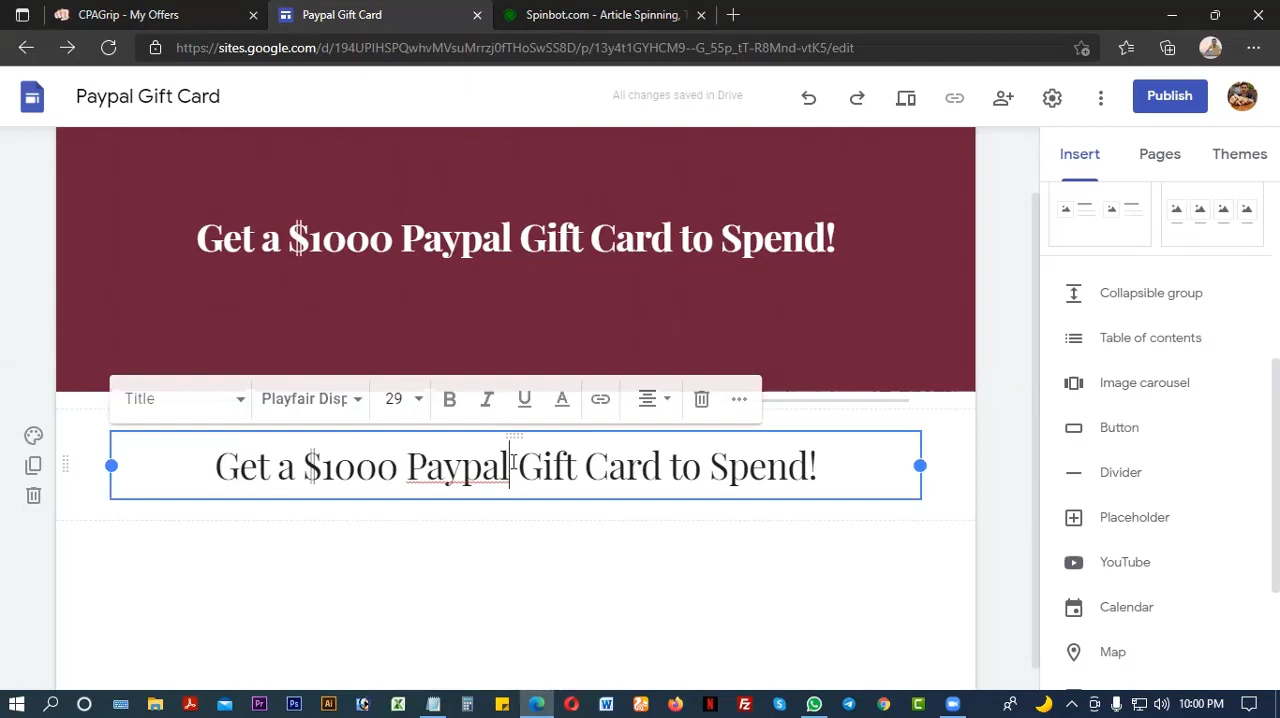 CPAGrip - My Offers
Paypal Gift Card
Spinbot.com - Article Spinning, T
https://sites.google.com/d/194UPIHSPQwhvMVsuMrrzj0fTHoSwSS8D/p/13y4t1GYHCM9--G_55p_tT-R8Mnd-vtK5/edit
Paypal Gift Card
All changes saved in Drive
Publish
Insert
Pages
Themes
Get a $1000 Paypal Gift Card to Spend!
Title
Playfair Disp
29
Get a $1000 Paypal Gift Card to Spend!
Collapsible group
Table of contents
Image carousel
Button
Divider
Placeholder
YouTube
Calendar
Map
10:00 PM